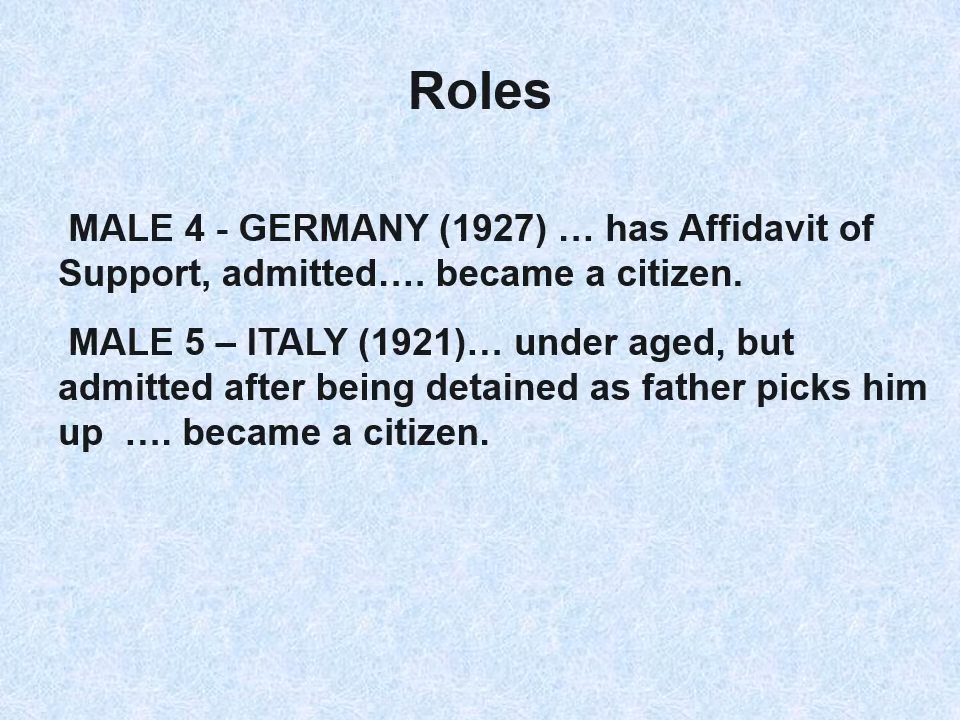 Roles
MALE 4 - GERMANY (1927) … has Affidavit of
Support, admitted…. became a citizen.
MALE 5 – ITALY (1921)… under aged, but
admitted after being detained as father picks him
up …. became a citizen.